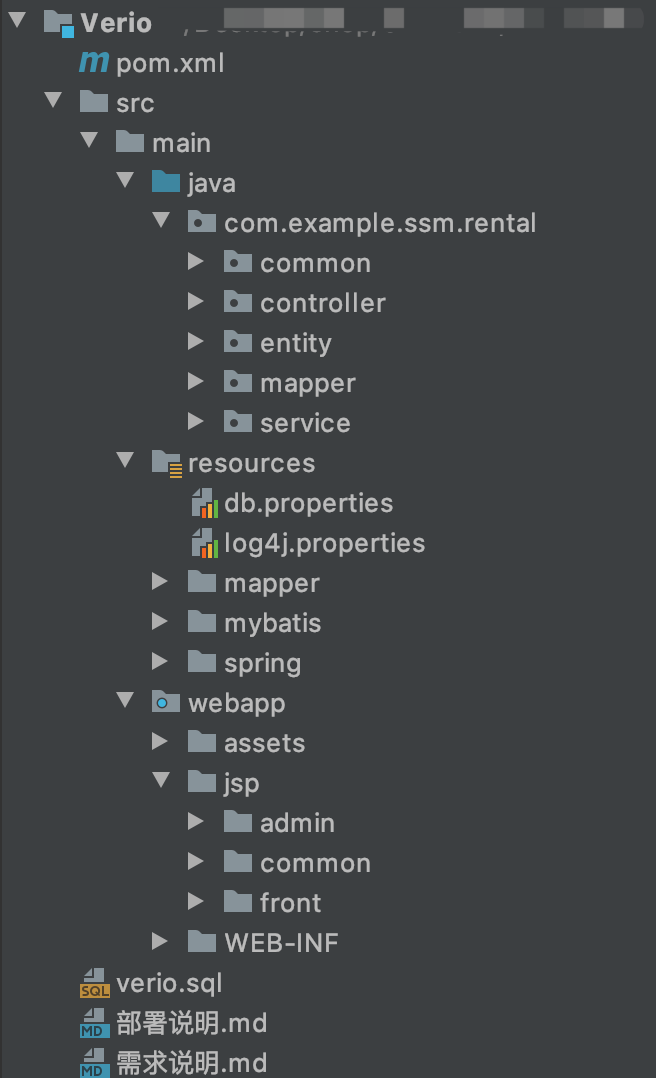 Verio
pom.xml
src
main
java
com.example.ssm.rental
common
controller
entity
mapper
service
resources
db.properties
log4j.properties
mapper
mybatis
spring
webapp
assets
jsp
admin
common
front
WEB-INF
verio.sql
部署说明.md
需求说明.md